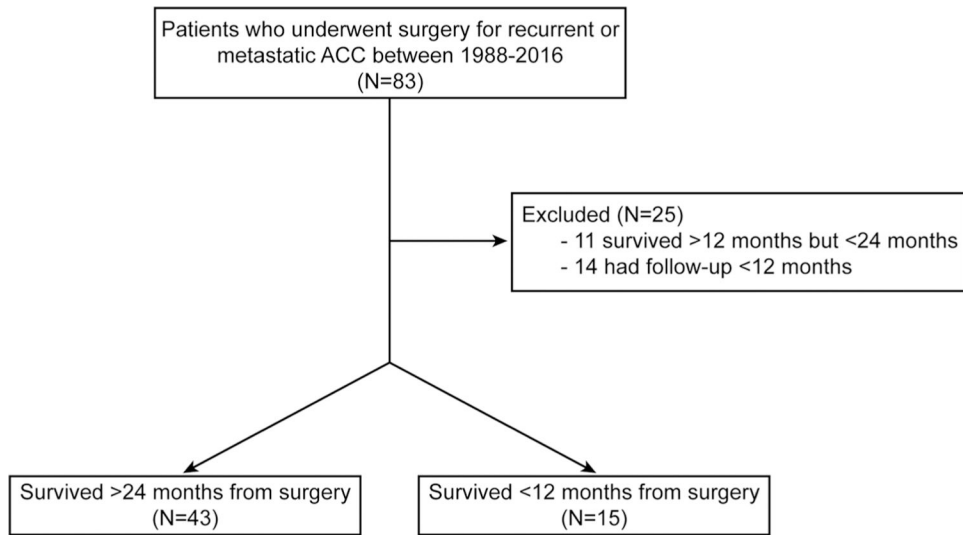 Patients who underwent surgery for recurrent or
metastatic ACC between 1988-2016
(N=83)
Excluded (N=25)
- 11 survived >12 months but <24 months
- 14 had follow-up <12 months
Survived >24 months from surgery
(N=43)
Survived <12 months from surgery
(N=15)